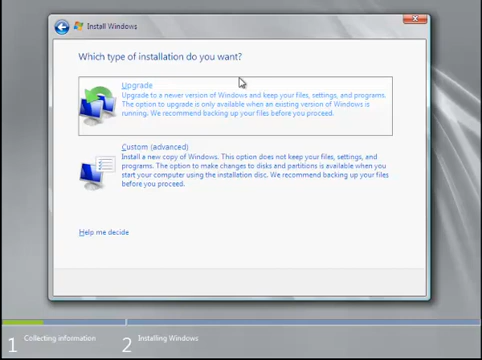 Install Windows
Which type of installation do you want?
Upgrade
Upgrade to a newer version of Windows and keep your files, settings, and programs.
The option to upgrade is only available when an existing version of Windows is
running. We recommend backing up your files before you proceed.
Custom (advanced)
Install a new copy of Windows. This option does not keep your files, settings, and
programs. The option to make changes to disks and partitions is available when you
start your computer using the installation disc. We recommend backing up your files
before you proceed.
Help me decide
1 Collecting information
2 Installing Windows